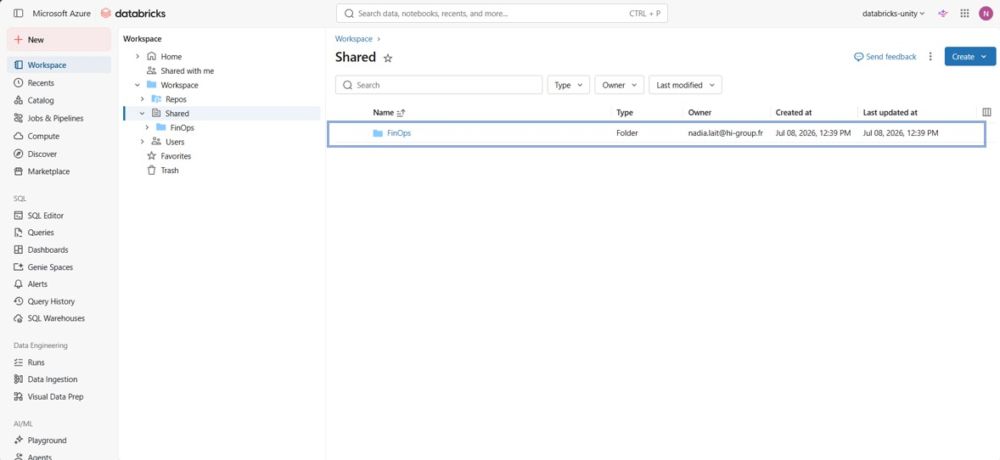 Microsoft Azure databricks
Search data, notebooks, recents, and more... CTRL + P
databricks-unity
N
New
Workspace
Recents
Catalog
Jobs & Pipelines
Compute
Discover
Marketplace
SQL
SQL Editor
Queries
Dashboards
Genie Spaces
Alerts
Query History
SQL Warehouses
Data Engineering
Runs
Data Ingestion
Visual Data Prep
AI/ML
Playground
Agents
Workspace
Home
Shared with me
Workspace
Repos
Shared
FinOps
Users
Favorites
Trash
Workspace
Shared
Send feedback
Create
Search
Type
Owner
Last modified
Name Type Owner Created at Last updated at
FinOps Folder nadia.lait@hi-group.fr Jul 08, 2026, 12:39 PM Jul 08, 2026, 12:39 PM